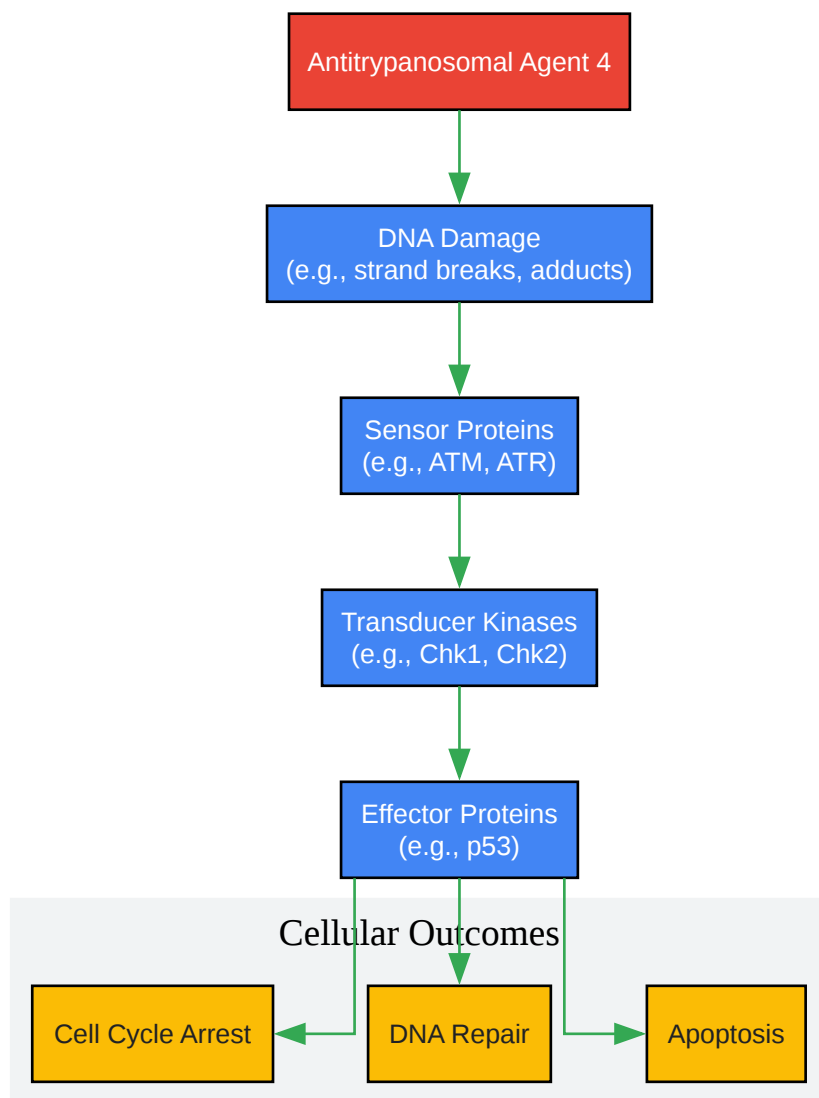 Antitrypanosomal Agent 4
DNA Damage
(e.g., strand breaks, adducts)
Sensor Proteins
(e.g., ATM, ATR)
Transducer Kinases
(e.g., Chk1, Chk2)
Effector Proteins
(e.g., p53)
Cellular Outcomes
Cell Cycle Arrest
DNA Repair
Apoptosis